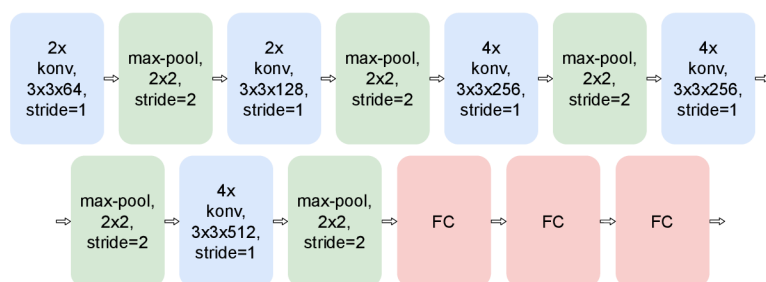 2x
konv,
3x3x64,
stride=1
max-pool,
2x2,
stride=2
2x
konv,
3x3x128,
stride=1
max-pool,
2x2,
stride=2
4x
konv,
3x3x256,
stride=1
max-pool,
2x2,
stride=2
4x
konv,
3x3x256,
stride=1
max-pool,
2x2,
stride=2
4x
konv,
3x3x512,
stride=1
max-pool,
2x2,
stride=2
FC
FC
FC